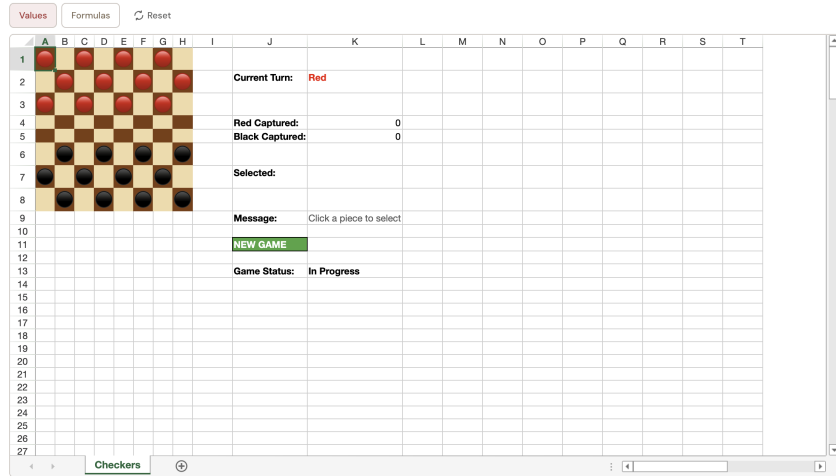 Values Formulas Reset
A B C D E F G H I J K L M N O P Q R S T
1
2 Current Turn: Red
3
4 Red Captured: 0
5 Black Captured: 0
6
7 Selected:
8
9 Message: Click a piece to select
10
11 NEW GAME
12
13 Game Status: In Progress
14
15
16
17
18
19
20
21
22
23
24
25
26
27
Checkers